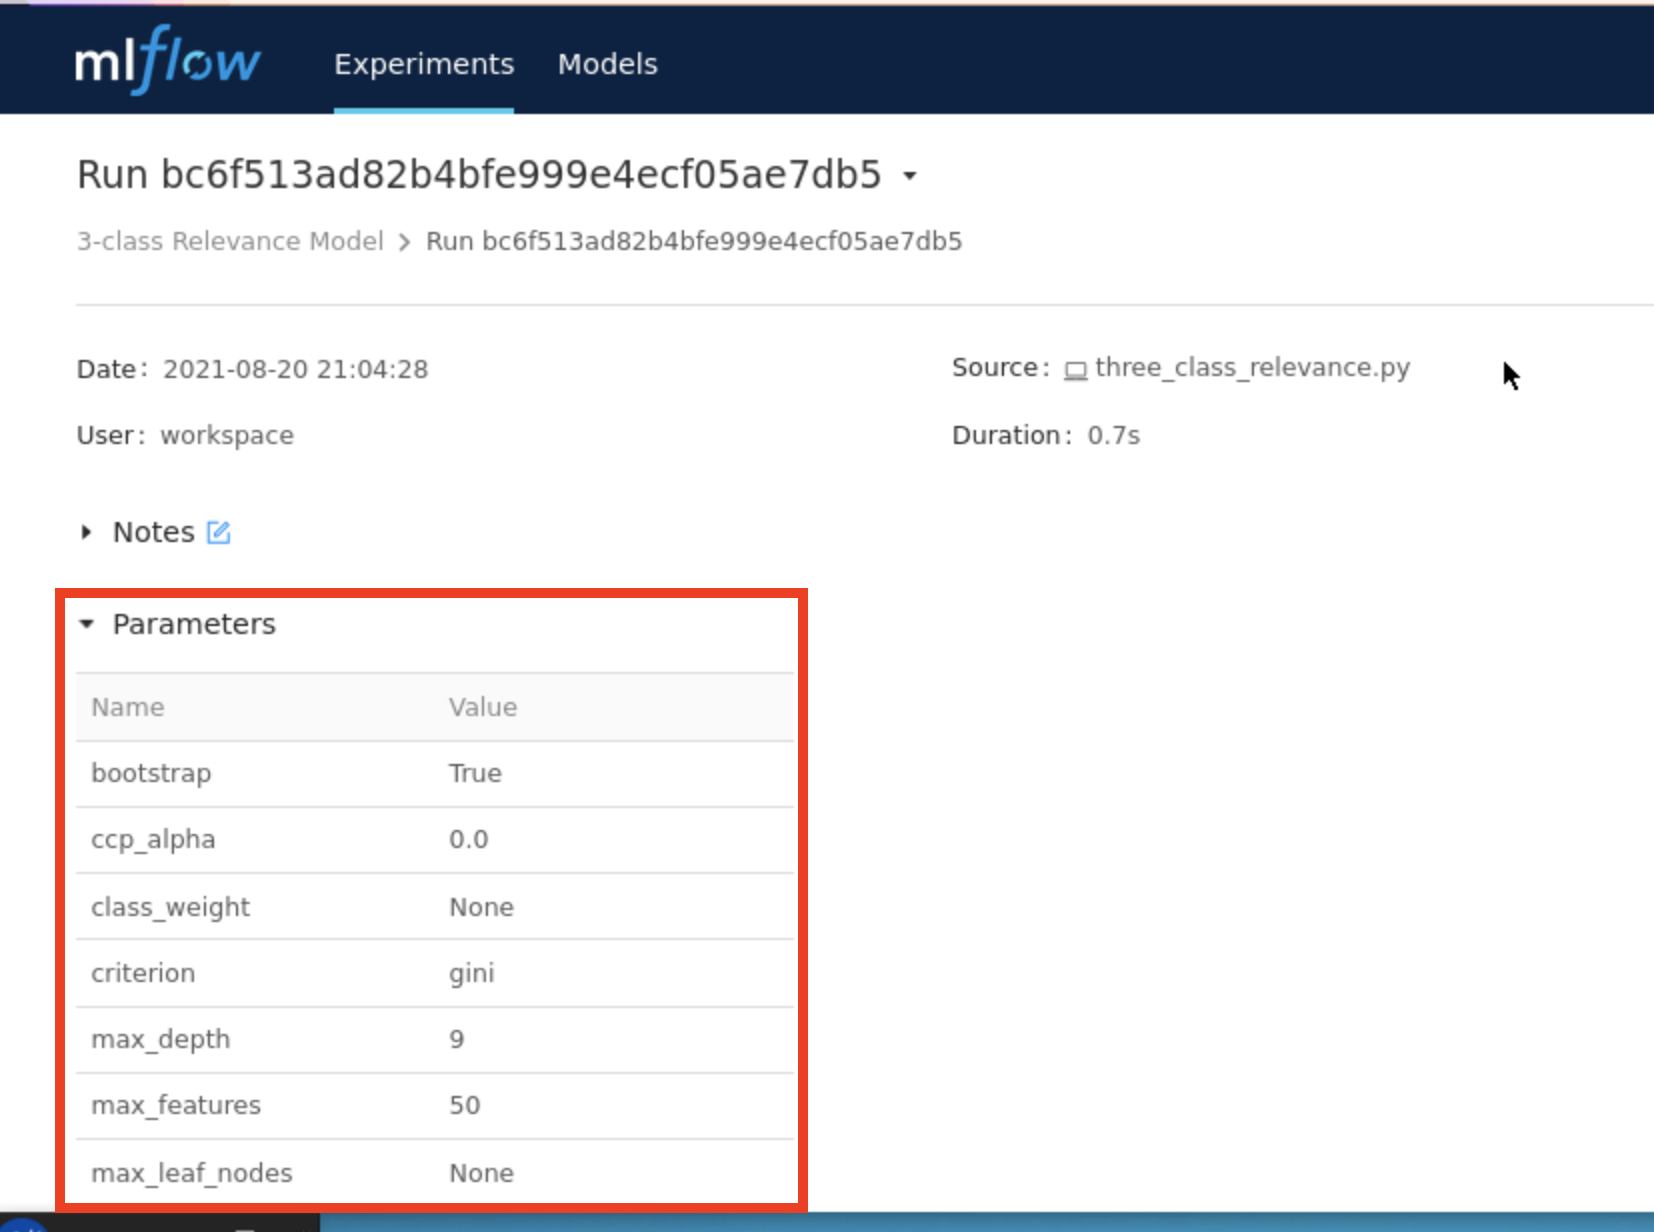 mlflow Experiments Models
Run bc6f513ad82b4bfe999e4ecf05ae7db5
3-class Relevance Model > Run bc6f513ad82b4bfe999e4ecf05ae7db5
Date: 2021-08-20 21:04:28 Source: three_class_relevance.py
User: workspace Duration: 0.7s
Notes
Parameters
Name Value
bootstrap True
ccp_alpha 0.0
class_weight None
criterion gini
max_depth 9
max_features 50
max_leaf_nodes None